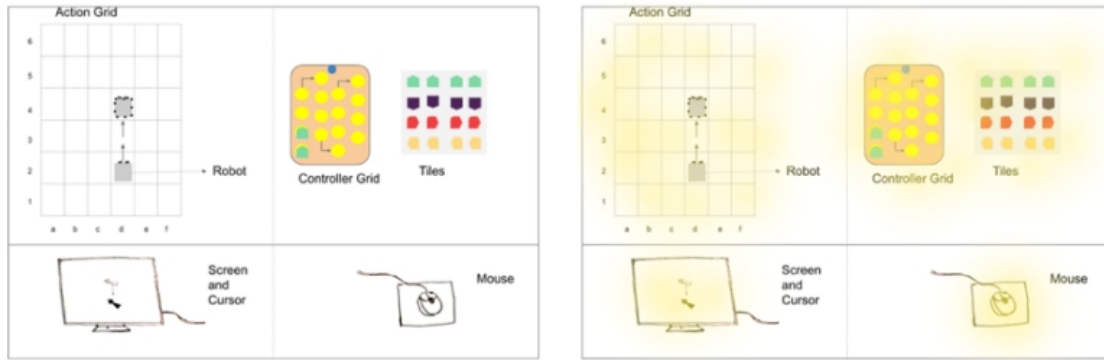 Action Grid
6
5
4
3
2
1
a b c d e f
Robot
Controller Grid
Tiles
Screen
and
Cursor
Mouse
Action Grid
6
5
4
3
2
1
a b c d e f
Robot
Controller Grid
Tiles
Screen
and
Cursor
Mouse